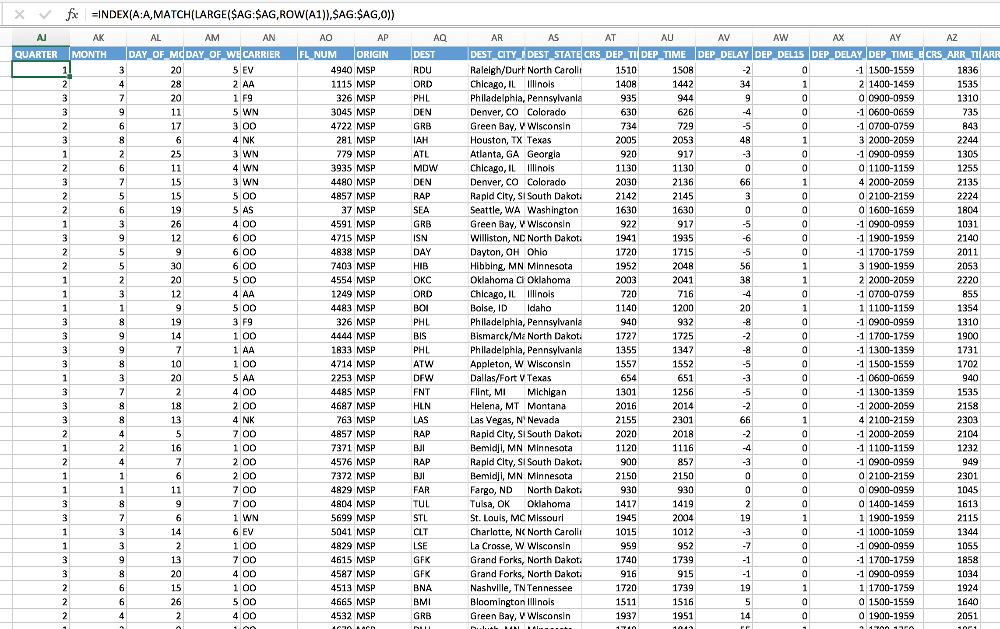 =INDEX(A:A,MATCH(LARGE($AG:$AG,ROW(A1)),$AG:$AG,0))
AJ AK AL AM AN AO AP AQ AR AS AT AU AV AW AX AY AZ
QUARTER MONTH DAY_OF_MO DAY_OF_WE CARRIER FL_NUM ORIGIN DEST DEST_CITY_N DEST_STATE_ CRS_DEP_TI DEP_TIME DEP_DELAY DEP_DEL15 DEP_DELAY_ DEP_TIME_B CRS_ARR_TI ARR
1 3 20 5 EV 4940 MSP RDU Raleigh/Durh North Carolin 1510 1508 -2 0 -1 1500-1559 1836
2 4 28 2 AA 1115 MSP ORD Chicago, IL Illinois 1408 1442 34 1 2 1400-1459 1535
3 7 20 1 F9 326 MSP PHL Philadelphia, Pennsylvania 935 944 9 0 0 0900-0959 1310
3 9 11 5 WN 3045 MSP DEN Denver, CO Colorado 630 626 -4 0 -1 0600-0659 735
2 6 17 3 OO 4722 MSP GRB Green Bay, W Wisconsin 734 729 -5 0 -1 0700-0759 843
3 8 6 4 NK 281 MSP IAH Houston, TX Texas 2005 2053 48 1 3 2000-2059 2244
1 2 25 3 WN 779 MSP ATL Atlanta, GA Georgia 920 917 -3 0 -1 0900-0959 1305
2 6 11 4 WN 3935 MSP MDW Chicago, IL Illinois 1130 1130 0 0 0 1100-1159 1255
3 7 15 3 WN 4480 MSP DEN Denver, CO Colorado 2030 2136 66 1 4 2000-2059 2135
2 5 15 5 OO 4857 MSP RAP Rapid City, SD South Dakota 2142 2145 3 0 0 2100-2159 2224
2 6 19 5 AS 37 MSP SEA Seattle, WA Washington 1630 1630 0 0 0 1600-1659 1804
1 3 26 4 OO 4591 MSP GRB Green Bay, W Wisconsin 922 917 -5 0 -1 0900-0959 1031
3 9 12 6 OO 4715 MSP ISN Williston, ND North Dakota 1941 1935 -6 0 -1 1900-1959 2140
2 5 9 6 OO 4838 MSP DAY Dayton, OH Ohio 1720 1715 -5 0 -1 1700-1759 2011
2 5 30 6 OO 7403 MSP HIB Hibbing, MN Minnesota 1952 2048 56 1 3 1900-1959 2053
1 2 20 5 OO 4554 MSP OKC Oklahoma Ci Oklahoma 2003 2041 38 1 2 2000-2059 2220
1 3 12 4 AA 1249 MSP ORD Chicago, IL Illinois 720 716 -4 0 -1 0700-0759 855
1 1 9 5 OO 4483 MSP BOI Boise, ID Idaho 1140 1200 20 1 1 1100-1159 1354
3 8 19 3 F9 326 MSP PHL Philadelphia, Pennsylvania 940 932 -8 0 -1 0900-0959 1310
3 9 14 1 OO 4444 MSP BIS Bismarck/Ma North Dakota 1727 1725 -2 0 -1 1700-1759 1900
3 9 7 1 AA 1833 MSP PHL Philadelphia, Pennsylvania 1355 1347 -8 0 -1 1300-1359 1731
3 8 10 1 OO 4714 MSP ATW Appleton, W Wisconsin 1557 1552 -5 0 -1 1500-1559 1702
1 3 20 5 AA 2253 MSP DFW Dallas/Fort W Texas 654 651 -3 0 -1 0600-0659 940
3 7 2 4 OO 4485 MSP FNT Flint, MI Michigan 1301 1256 -5 0 -1 1300-1359 1535
3 8 18 2 OO 4687 MSP HLN Helena, MT Montana 2016 2014 -2 0 -1 2000-2059 2158
3 8 13 4 NK 763 MSP LAS Las Vegas, NV Nevada 2155 2301 66 1 4 2100-2159 2303
2 4 5 7 OO 4857 MSP RAP Rapid City, SD South Dakota 2020 2018 -2 0 -1 2000-2059 2104
1 2 16 1 OO 7371 MSP BJI Bemidji, MN Minnesota 1120 1116 -4 0 -1 1100-1159 1232
2 4 7 2 OO 4576 MSP RAP Rapid City, SD South Dakota 900 857 -3 0 -1 0900-0959 949
1 1 6 2 OO 7372 MSP BJI Bemidji, MN Minnesota 2150 2150 0 0 0 2100-2159 2301
1 1 11 7 OO 4829 MSP FAR Fargo, ND North Dakota 930 930 0 0 0 0900-0959 1045
3 8 9 7 OO 4804 MSP TUL Tulsa, OK Oklahoma 1417 1419 2 0 0 1400-1459 1613
3 7 6 1 WN 5699 MSP STL St. Louis, MO Missouri 1945 2004 19 1 1 1900-1959 2115
1 3 14 6 EV 5041 MSP CLT Charlotte, NC North Carolin 1015 1012 -3 0 -1 1000-1059 1344
1 3 2 1 OO 4829 MSP LSE La Crosse, W Wisconsin 959 952 -7 0 -1 0900-0959 1055
3 9 13 7 OO 4615 MSP GFK Grand Forks, North Dakota 1740 1739 -1 0 -1 1700-1759 1858
3 8 20 4 OO 4587 MSP GFK Grand Forks, North Dakota 916 915 -1 0 -1 0900-0959 1034
2 6 15 1 OO 4513 MSP BNA Nashville, TN Tennessee 1720 1739 19 1 1 1700-1759 1924
2 6 26 5 OO 4665 MSP BMI Bloomington Illinois 1511 1516 5 0 0 1500-1559 1640
2 4 2 4 OO 4532 MSP GRB Green Bay, W Wisconsin 1937 1951 14 0 0 1900-1959 2051